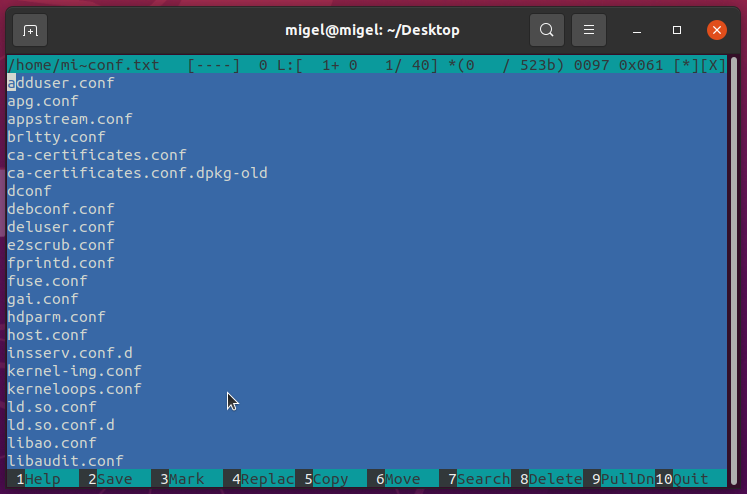 migel@migel: ~/Desktop
/home/mi~conf.txt   [----]  0 L:[  1+ 0   1/ 40] *(0   / 523b) 0097 0x061 [*][X]
adduser.conf
apg.conf
appstream.conf
brltty.conf
ca-certificates.conf
ca-certificates.conf.dpkg-old
dconf
debconf.conf
deluser.conf
e2scrub.conf
fprintd.conf
fuse.conf
gai.conf
hdparm.conf
host.conf
insserv.conf.d
kernel-img.conf
kerneloops.conf
ld.so.conf
ld.so.conf.d
libao.conf
libaudit.conf
1Help  2Save  3Mark  4Replac 5Copy  6Move  7Search 8Delete 9PullDn 10Quit